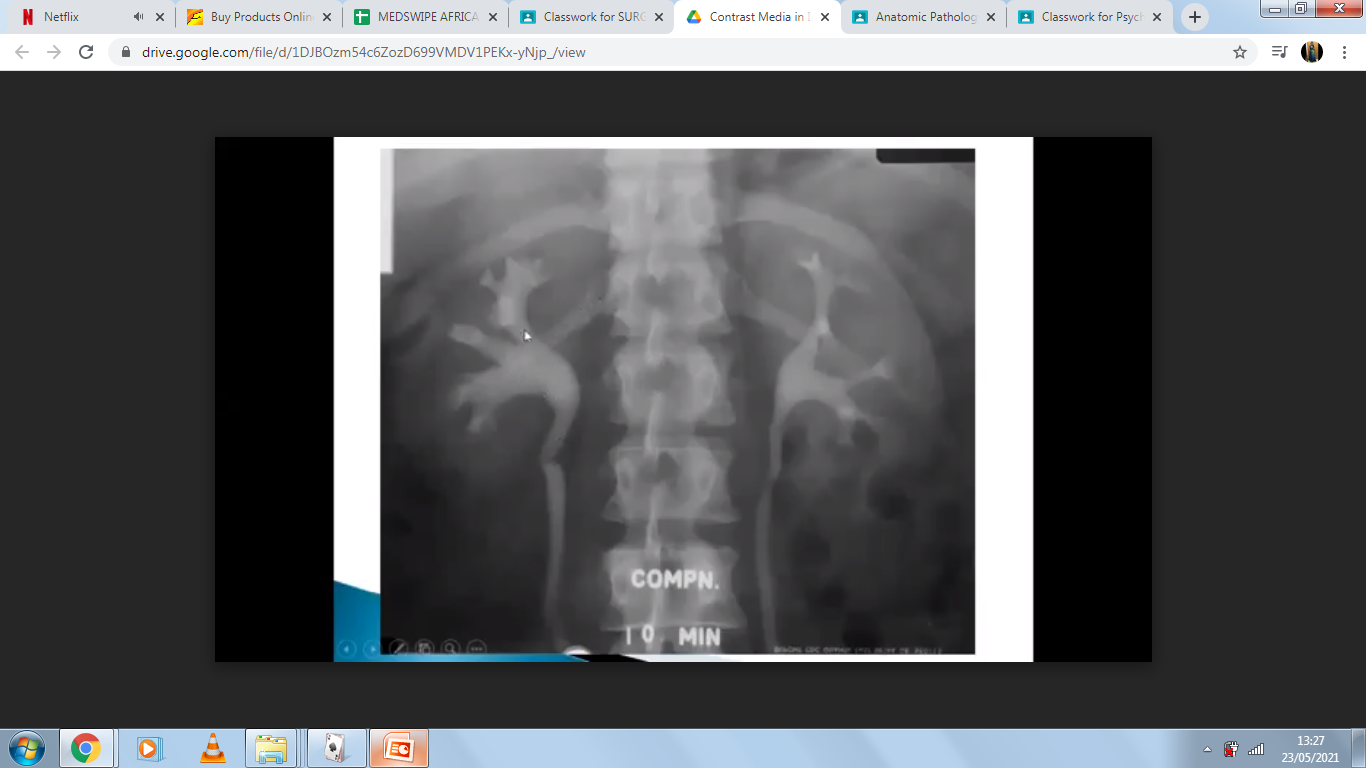 Netflix
Buy Products Onlin
MEDSWIPE AFRICA
Classwork for SURG
Contrast Media in I
Anatomic Patholog
Classwork for Psych
drive.google.com/file/d/1DJBOzm54c6ZozD699VMDV1PEKx-yNjp_/view
COMPN.
10 MIN
13:27
23/05/2021